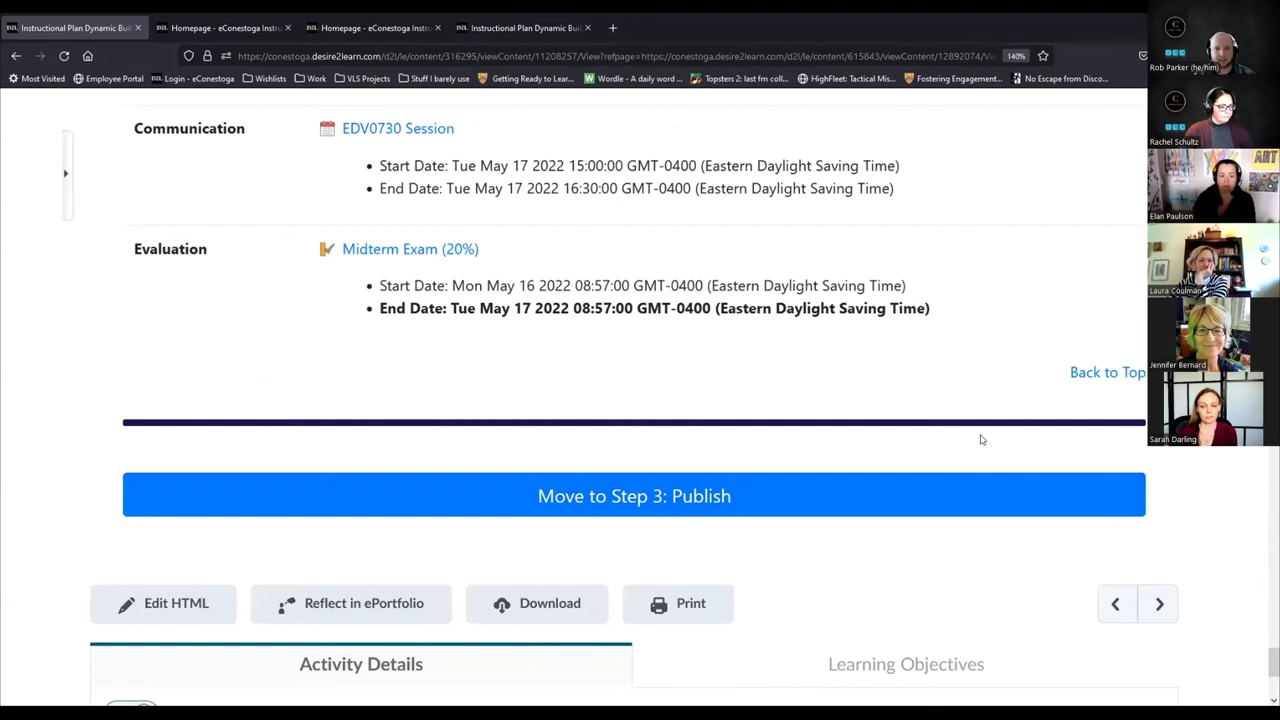 Instructional Plan Dynamic Buil
Homepage - eConestoga Instruc
Homepage - eConestoga Instruc
Instructional Plan Dynamic Buil
https://conestoga.desire2learn.com/d2l/le/content/316295/viewContent/11208257/View?refpage=https://conestoga.desire2learn.com/d2l/le/content/615843/viewContent/12892074/Vie
140%
Most Visited
Employee Portal
Login - eConestoga
Wishlists
Work
VLS Projects
Stuff I barely use
Getting Ready to Lear...
Wordle - A daily word ...
Topsters 2: last fm coll...
HighFleet: Tactical Mis...
Fostering Engagement...
No Escape from Disco...
Rob Parker (he/him)
Rachel Schultz
ART
Elan Paulson
Laura Coulman
Jennifer Bernard
Sarah Darling
Communication
EDV0730 Session
Start Date: Tue May 17 2022 15:00:00 GMT-0400 (Eastern Daylight Saving Time)
End Date: Tue May 17 2022 16:30:00 GMT-0400 (Eastern Daylight Saving Time)
Evaluation
Midterm Exam (20%)
Start Date: Mon May 16 2022 08:57:00 GMT-0400 (Eastern Daylight Saving Time)
End Date: Tue May 17 2022 08:57:00 GMT-0400 (Eastern Daylight Saving Time)
Back to Top
Move to Step 3: Publish
Edit HTML
Reflect in ePortfolio
Download
Print
Activity Details
Learning Objectives